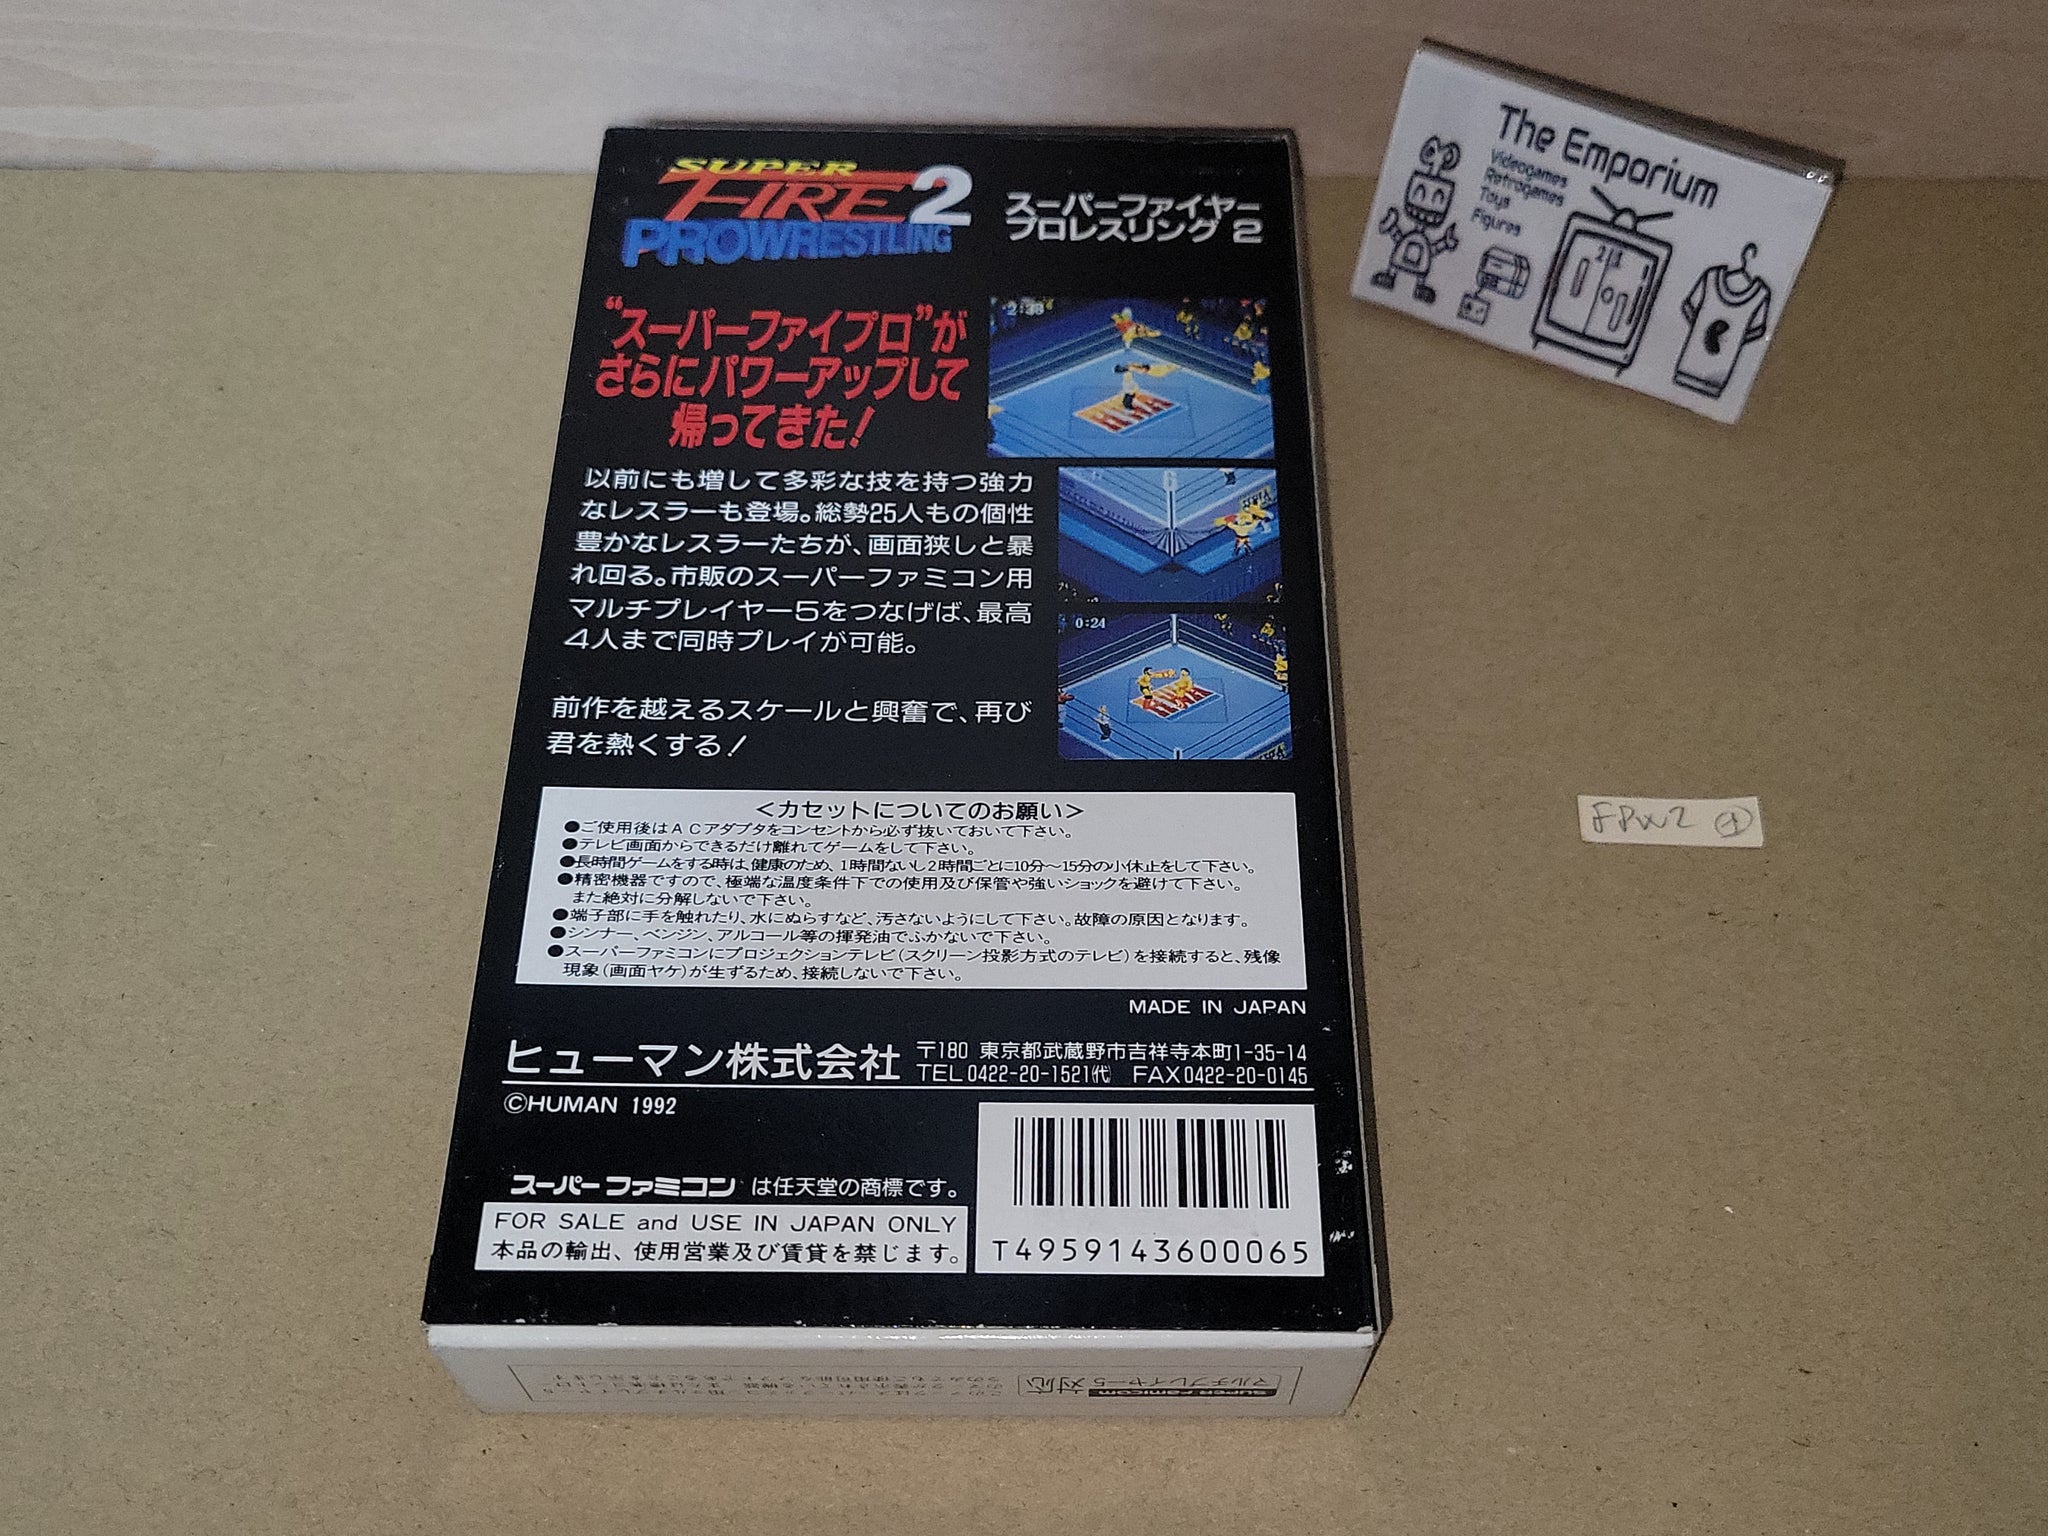 SUPER
FIRE 2
PROWRESTLING
スーパーファイヤー
プロレスリング 2
“スーパーファイプロ”が
さらにパワーアップして
帰ってきた!
以前にも増して多彩な技を持つ強力
なレスラーも登場。総勢25人もの個性
豊かなレスラーたちが、画面狭しと暴
れ回る。市販のスーパーファミコン用
マルチプレイヤー5をつなげば、最高
4人まで同時プレイが可能。
前作を越えるスケールと興奮で、再び
君を熱くする!
2:38
0:24
<カセットについてのお願い>
●ご使用後はACアダプタをコンセントから必ず抜いておいて下さい。
●テレビ画面からできるだけ離れてゲームをして下さい。
●長時間ゲームをする時は、健康のため、1時間ないし2時間ごとに10分〜15分の小休止をして下さい。
●精密機器ですので、極端な温度条件下での使用及び保管や強いショックを避けて下さい。
また絶対に分解しないで下さい。
●端子部に手を触れたり、水にぬらすなど、汚さないようにして下さい。故障の原因となります。
●シンナー、ベンジン、アルコール等の揮発油でふかないで下さい。
●スーパーファミコンにプロジェクションテレビ(スクリーン投影方式のテレビ)を接続すると、残像
現象(画面ヤケ)が生ずるため、接続しないで下さい。
MADE IN JAPAN
ヒューマン株式会社
〒180 東京都武蔵野市吉祥寺本町1-35-14
TEL0422-20-1521㈹ FAX0422-20-0145
©HUMAN 1992
スーパーファミコン は任天堂の商標です。
FOR SALE and USE IN JAPAN ONLY
本品の輸出、使用営業及び賃貸を禁じます。
T4959143600065
SUPER FAMICOM
マルチプレイヤー5 対応
The Emporium
Videogames
Retrogames
Toys
Figures
FPW2 +